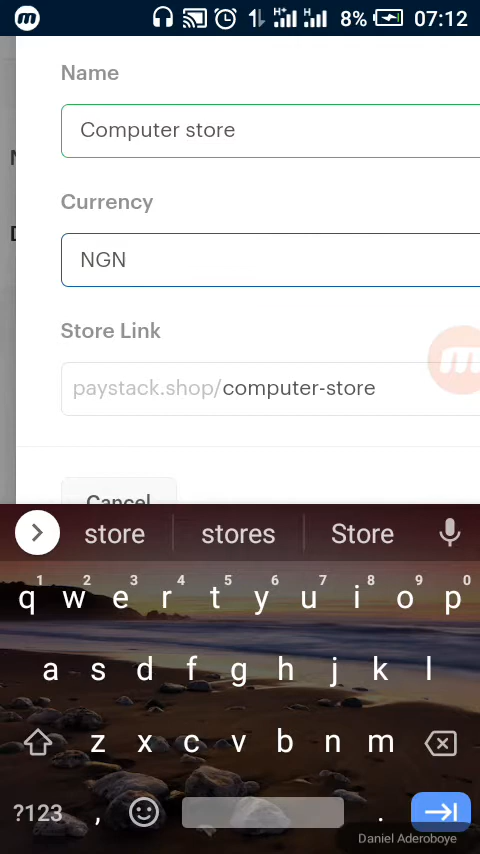 8% 07:12
Name
Computer store
Currency
NGN
Store Link
paystack.shop/computer-store
Cancel
store stores Store
1 2 3 4 5 6 7 8 9 0
q w e r t y u i o p
a s d f g h j k l
z x c v b n m
?123 , .
Daniel Aderoboye